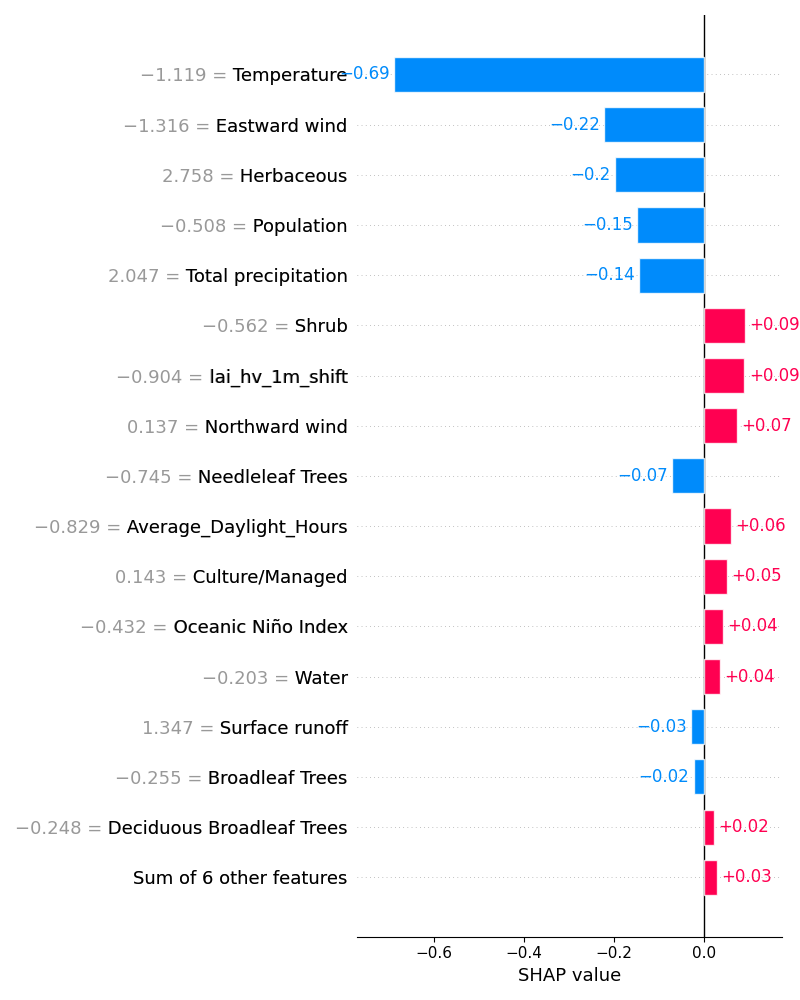 −1.119 = Temperature −0.69
−1.316 = Eastward wind −0.22
2.758 = Herbaceous −0.2
−0.508 = Population −0.15
2.047 = Total precipitation −0.14
−0.562 = Shrub +0.09
−0.904 = lai_hv_1m_shift +0.09
0.137 = Northward wind +0.07
−0.745 = Needleleaf Trees −0.07
−0.829 = Average_Daylight_Hours +0.06
0.143 = Culture/Managed +0.05
−0.432 = Oceanic Niño Index +0.04
−0.203 = Water +0.04
1.347 = Surface runoff −0.03
−0.255 = Broadleaf Trees −0.02
−0.248 = Deciduous Broadleaf Trees +0.02
Sum of 6 other features +0.03
−0.6 −0.4 −0.2 0.0
SHAP value